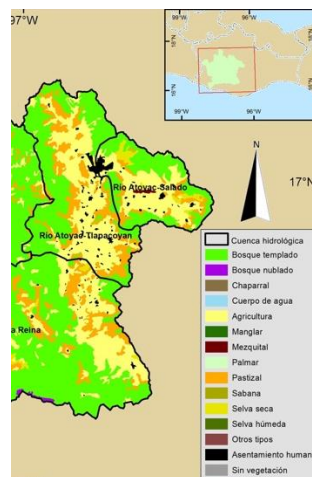 97°W
99°W
96°W
18°N
18°N
99°W
96°W
N
17°N
Río Atoyac-Salado
Río Atoyac-Tlapacoyan
a Reina
Cuenca hidrológica
Bosque templado
Bosque nublado
Chaparral
Cuerpo de agua
Agricultura
Manglar
Mezquital
Palmar
Pastizal
Sabana
Selva seca
Selva húmeda
Otros tipos
Asentamiento human
Sin vegetación